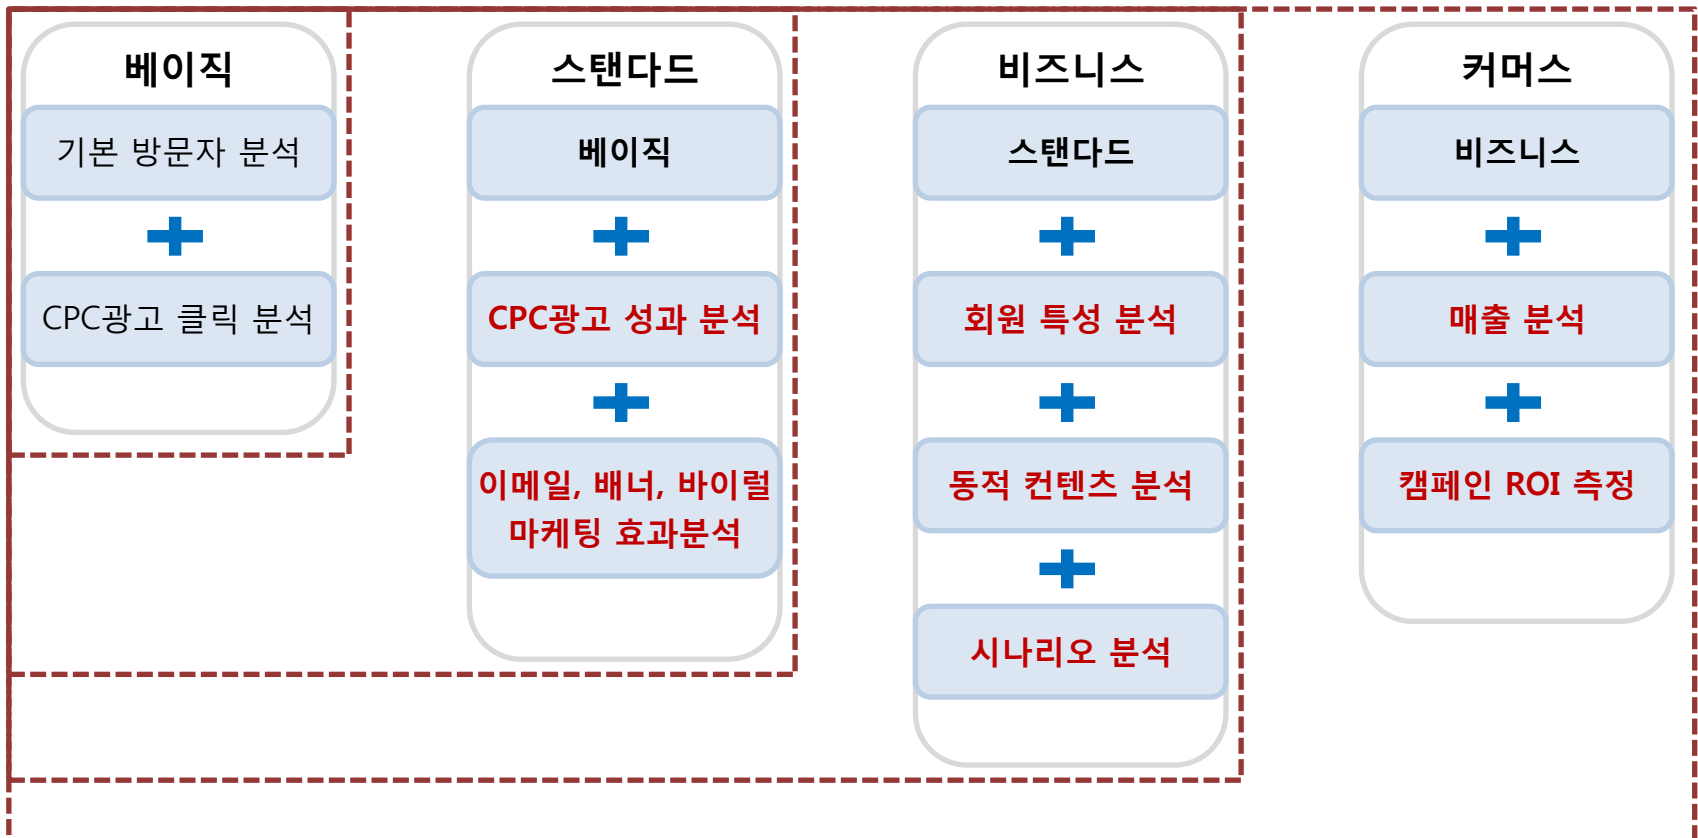 베이직
기본 방문자 분석
CPC광고 클릭 분석
스탠다드
베이직
CPC광고 성과 분석
이메일, 배너, 바이럴
마케팅 효과분석
비즈니스
스탠다드
회원 특성 분석
동적 컨텐츠 분석
시나리오 분석
커머스
비즈니스
매출 분석
캠페인 ROI 측정